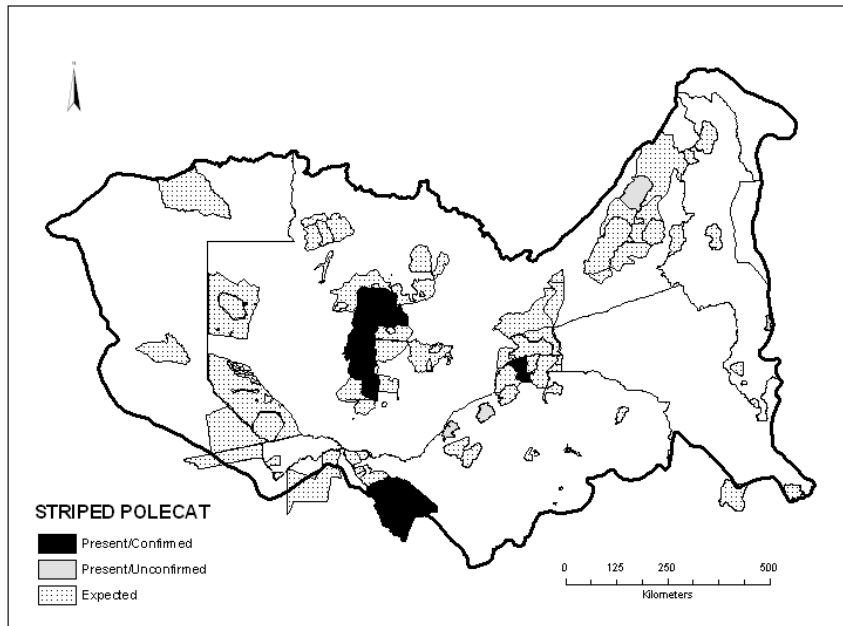 N
STRIPED POLECAT
Present/Confirmed
Present/Unconfirmed
Expected
0 125 250 500
Kilometers